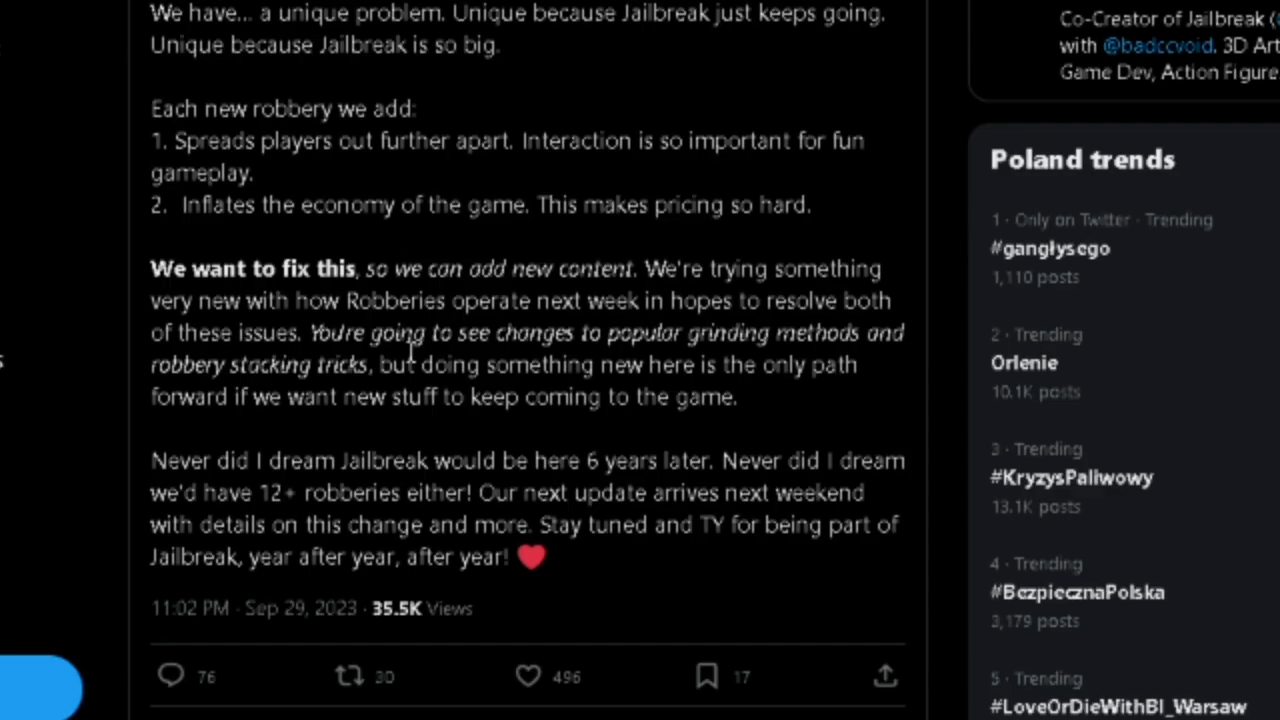 We have... a unique problem. Unique because Jailbreak just keeps going.
Unique because Jailbreak is so big.
Each new robbery we add:
1. Spreads players out further apart. Interaction is so important for fun
gameplay.
2. Inflates the economy of the game. This makes pricing so hard.
We want to fix this, so we can add new content. We're trying something
very new with how Robberies operate next week in hopes to resolve both
of these issues. You're going to see changes to popular grinding methods and
robbery stacking tricks, but doing something new here is the only path
forward if we want new stuff to keep coming to the game.
Never did I dream Jailbreak would be here 6 years later. Never did I dream
we'd have 12+ robberies either! Our next update arrives next weekend
with details on this change and more. Stay tuned and TY for being part of
Jailbreak, year after year, after year! ❤️
11:02 PM · Sep 29, 2023 · 35.5K Views
76 30 496 17
Co-Creator of Jailbreak (
with @badccvoid. 3D Art
Game Dev, Action Figure
Poland trends
1 · Only on Twitter · Trending
#ganglysego
1,110 posts
2 · Trending
Orlenie
10.1K posts
3 · Trending
#KryzysPaliwowy
13.1K posts
4 · Trending
#BezpiecznaPolska
3,179 posts
5 · Trending
#LoveOrDieWithBI_Warsaw